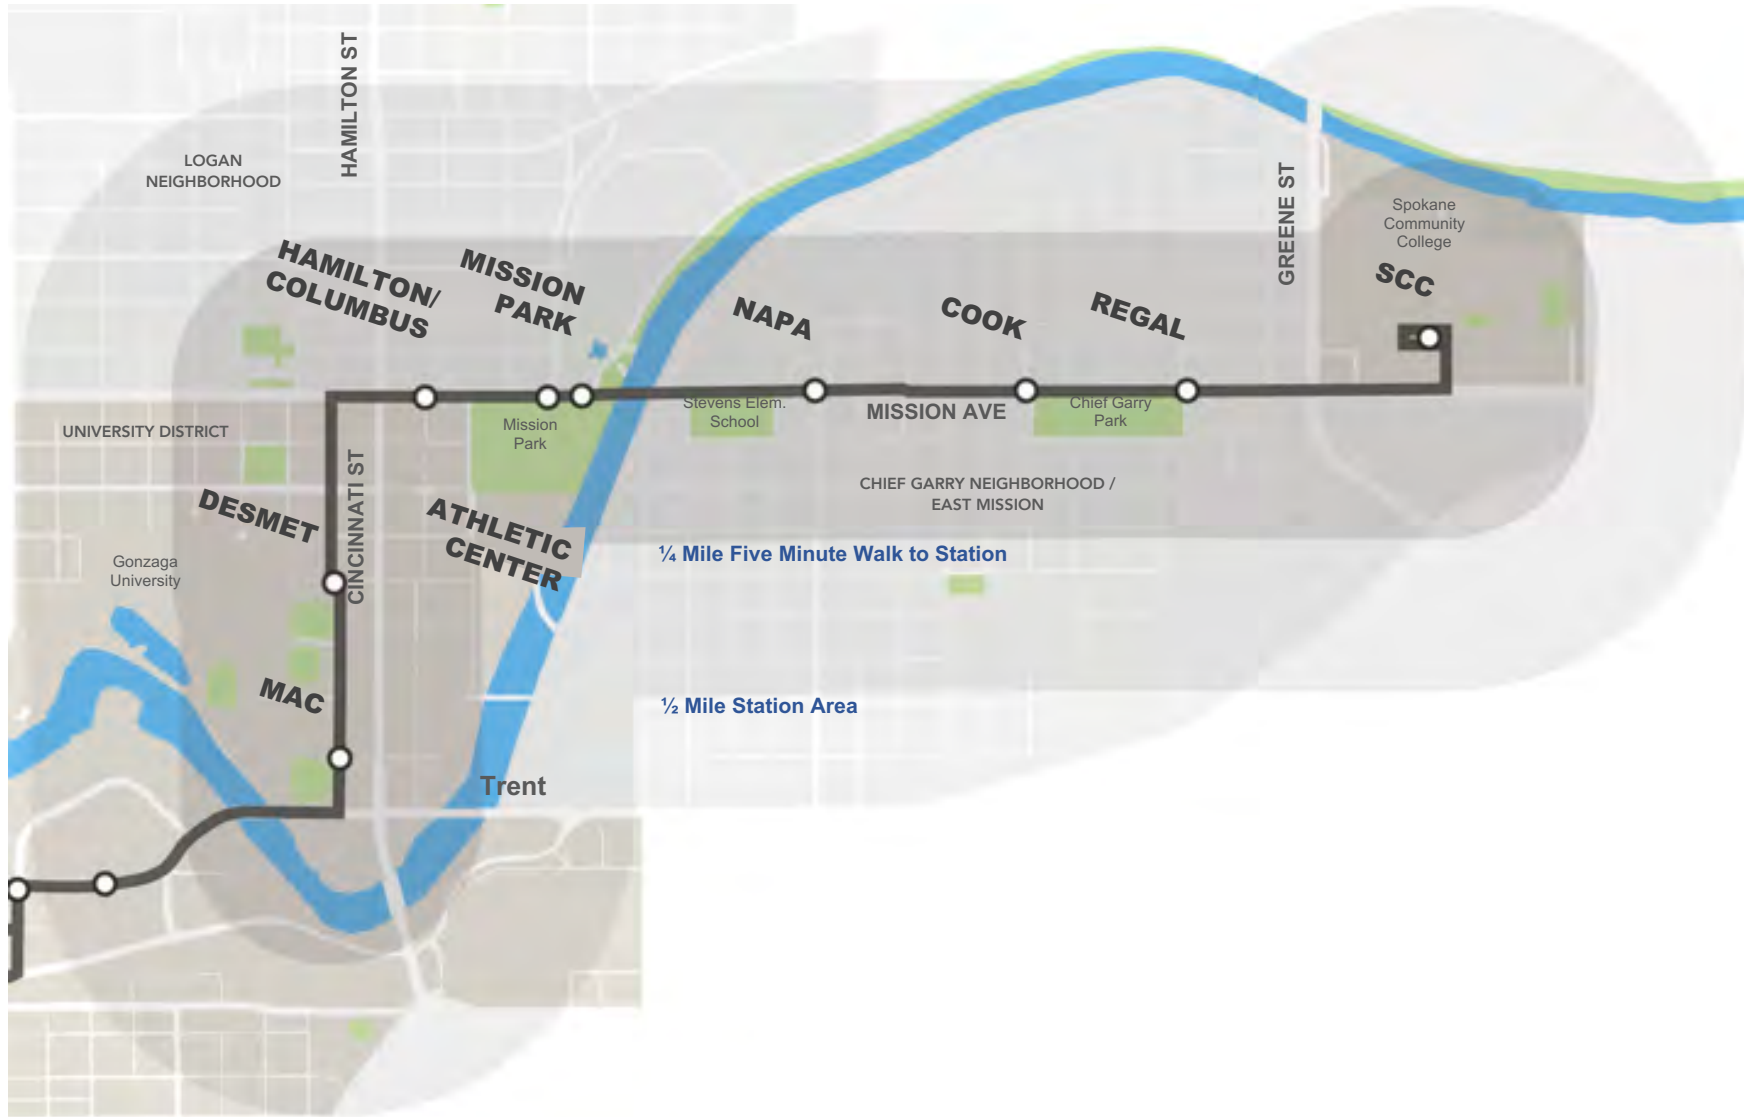 HAMILTON ST
LOGAN
NEIGHBORHOOD
GREENE ST
Spokane
Community
College
HAMILTON/
COLUMBUS
MISSION
PARK
NAPA
COOK
REGAL
SCC
Mission
Park
Stevens Elem.
School
MISSION AVE
Chief Garry
Park
UNIVERSITY DISTRICT
CINCINNATI ST
CHIEF GARRY NEIGHBORHOOD /
EAST MISSION
DESMET
ATHLETIC
CENTER
Gonzaga
University
¼ Mile Five Minute Walk to Station
MAC
½ Mile Station Area
Trent